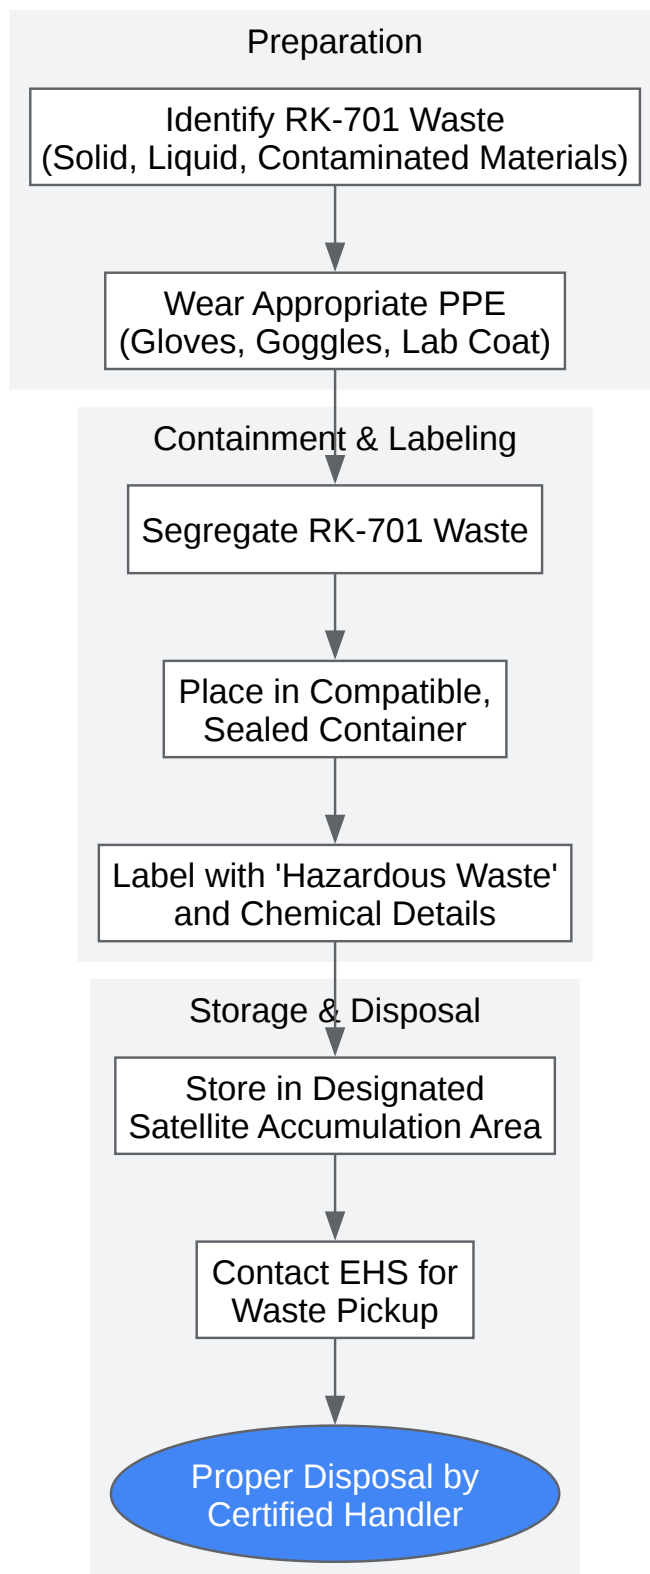 Preparation
Identify RK-701 Waste
(Solid, Liquid, Contaminated Materials)
Wear Appropriate PPE
(Gloves, Goggles, Lab Coat)
Containment & Labeling
Segregate RK-701 Waste
Place in Compatible,
Sealed Container
Label with 'Hazardous Waste'
and Chemical Details
Storage & Disposal
Store in Designated
Satellite Accumulation Area
Contact EHS for
Waste Pickup
Proper Disposal by
Certified Handler